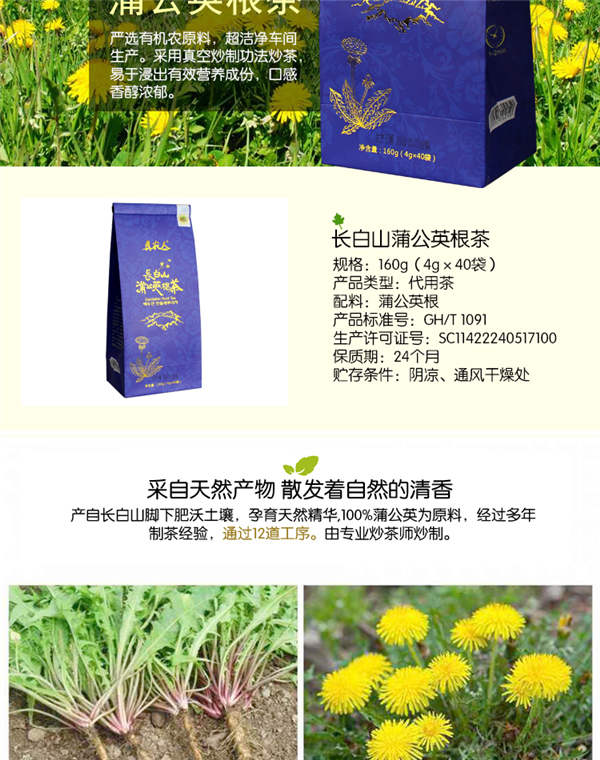 蒲公英根茶
严选有机农原料，超洁净车间
生产。采用真空炒制功法炒茶，
易于浸出有效营养成份，口感
香醇浓郁。
净含量：160g（4g×40袋）
长白山
蒲公英根茶
长白山蒲公英根茶
规格：160g（4g×40袋）
产品类型：代用茶
配料：蒲公英根
产品标准号：GH/T 1091
生产许可证号：SC11422240517100
保质期：24个月
贮存条件：阴凉、通风干燥处
采自天然产物 散发着自然的清香
产自长白山脚下肥沃土壤，孕育天然精华,100%蒲公英为原料，经过多年
制茶经验，通过12道工序。由专业炒茶师炒制。